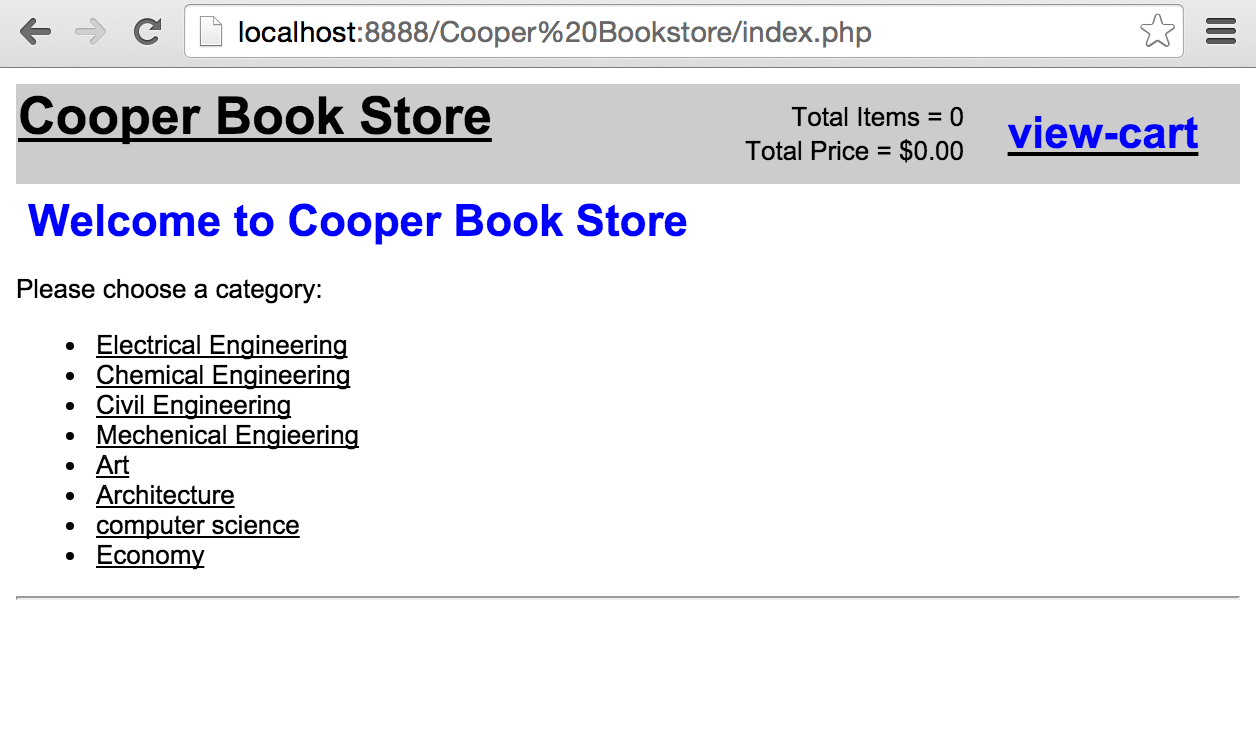 localhost:8888/Cooper%20Bookstore/index.php
Cooper Book Store
Total Items = 0
Total Price = $0.00
view-cart
Welcome to Cooper Book Store
Please choose a category:
• Electrical Engineering
• Chemical Engineering
• Civil Engineering
• Mechenical Engieering
• Art
• Architecture
• computer science
• Economy